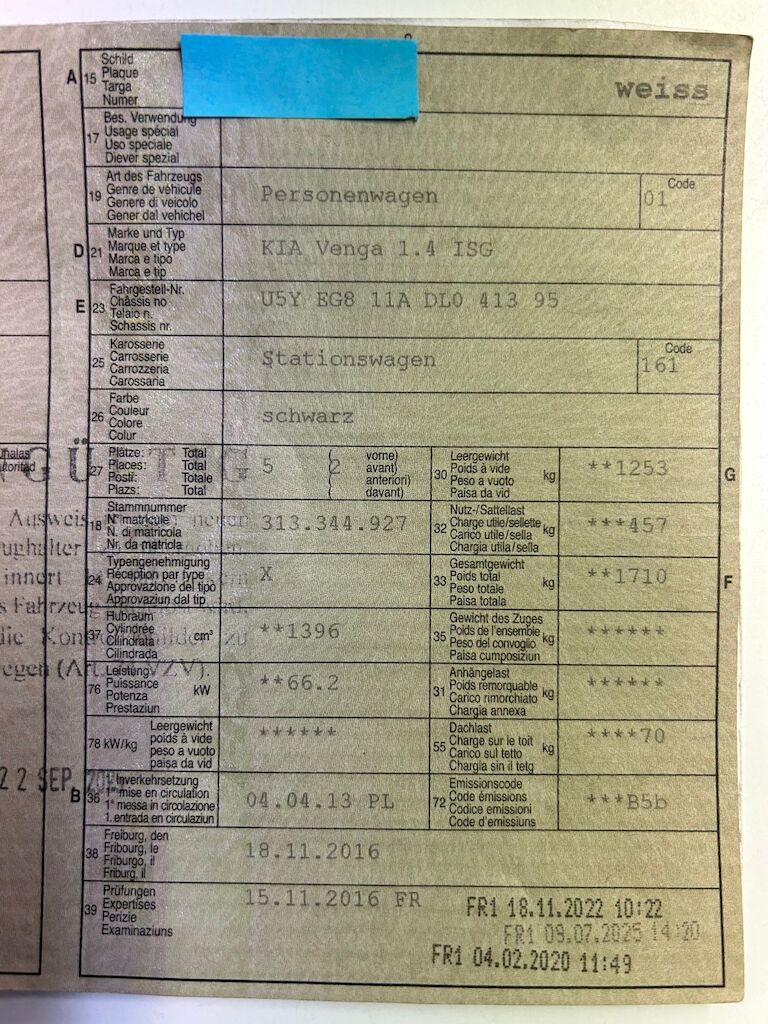 A 15 Schild
Plaque
Targa
Numer
weiss
17 Bes. Verwendung
Usage spécial
Uso speciale
Diever spezial
19 Art des Fahrzeugs
Genre de véhicule
Genere di veicolo
Gener dal vehichel
Personenwagen
Code
01
D 21 Marke und Typ
Marque et type
Marca e tipo
Marca e tip
KIA Venga 1.4 ISG
E 23 Fahrgestell-Nr.
Châssis no
Telaio n.
Schassis nr.
U5Y EG8 11A DL0 413 95
25 Karosserie
Carrosserie
Carrozzeria
Carossaria
Stationswagen
Code
161
26 Farbe
Couleur
Colore
Colur
schwarz
27 Plätze: Total
Places: Total
Posti: Totale
Plazs: Total
5 (2 vorne)
avant)
anteriori)
davant)
30 Leergewicht
Poids à vide
Peso a vuoto
Paisa da vid
kg
**1253
G
18 Stammnummer
N° matricule
N. di matricola
Nr. da matricla
313.344.927
32 Nutz-/Sattellast
Charge utile/sellette
Carico utile/sella
Chargia utila/sella
kg
***457
24 Typengenehmigung
Réception par type
Approvazione del tipo
Approvaziun dal tip
X
33 Gesamtgewicht
Poids total
Peso totale
Paisa totala
kg
**1710
F
37 Hubraum
Cylindrée
Cilindrata
Cilindrada
cm³
**1396
35 Gewicht des Zuges
Poids de l'ensemble
Peso del convoglio
Paisa cumposiziun
kg
******
76 Leistung
Puissance
Potenza
Prestaziun
kW
**66.2
31 Anhängelast
Poids remorquable
Carico rimorchiato
Chargia annexa
kg
******
78 kW/kg Leergewicht
poids à vide
peso a vuoto
paisa da vid
******
55 Dachlast
Charge sur le toit
Carico sul tetto
Chargia sin il tetg
kg
****70
B 36 1. Inverkehrsetzung
1re mise en circulation
1a messa in circolazione
1. entrada en circulaziun
04.04.13 PL
72 Emissionscode
Code émissions
Codice emissioni
Code d'emissiuns
***B5b
38 Freiburg, den
Fribourg, le
Friburgo, il
Friburg, il
18.11.2016
39 Prüfungen
Expertises
Perizie
Examinaziuns
15.11.2016 FR
FR1 18.11.2022 10:22
FR1 09.07.2025 14:20
FR1 04.02.2020 11:49
Ausweis
neuen
die
(Art.
VZV).
22 SEP.